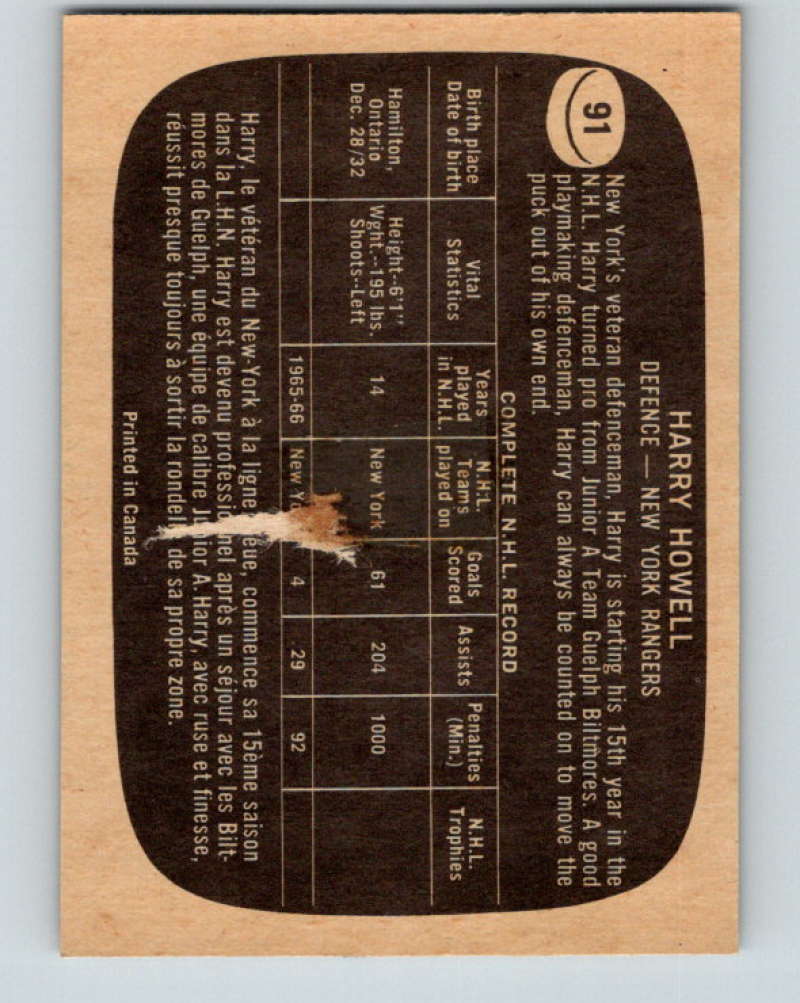 HARRY HOWELL
DEFENCE — NEW YORK RANGERS
91
New York's veteran defenceman, Harry is starting his 15th year in the
N.H.L. Harry turned pro from Junior A Team Guelph Biltmores. A good
playmaking defenceman, Harry can always be counted on to move the
puck out of his own end.
COMPLETE N.H.L. RECORD
Birth place
Date of birth
Vital
Statistics
Years
played
in N.H.L.
N.H.L.
Teams
played on
Goals
Scored
Assists
Penalties
(Min.)
N.H.L.
Trophies
Hamilton,
Ontario
Dec. 28/32
Height--6'1"
Wght.--195 lbs.
Shoots--Left
14
New York
61
204
1000
1965-66
New
4
29
92
Harry, le vétéran du New-York à la ligne commence sa 15ème saison
dans la L.H.N. Harry est devenu après un séjour avec les Bilt-
mores de Guelph, une équipe de calibre A. Harry, avec ruse et finesse,
réussit presque toujours à sortir la de sa propre zone.
Printed in Canada